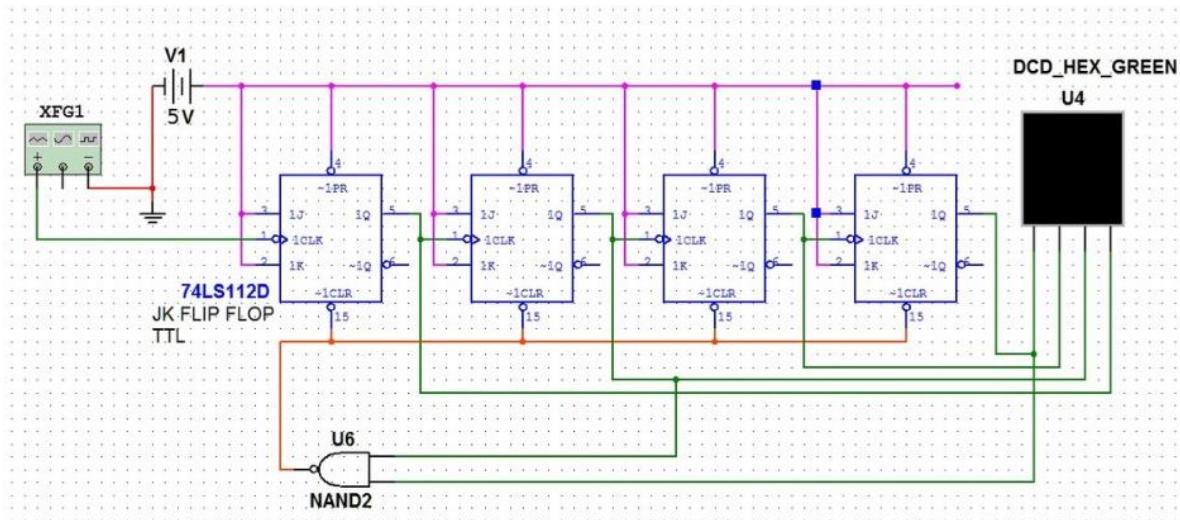 V1
5V
XFG1
+
−
DCD_HEX_GREEN
U4
4
~1PR
3
1J
1Q
5
1
1CLK
2
1K
~1Q
6
~1CLR
15
4
~1PR
3
1J
1Q
5
1
1CLK
2
1K
~1Q
6
~1CLR
15
4
~1PR
3
1J
1Q
5
1
1CLK
2
1K
~1Q
6
~1CLR
15
4
~1PR
1J
1Q
5
1
1CLK
2
1K
~1Q
6
~1CLR
15
74LS112D
JK FLIP FLOP
TTL
U6
NAND2